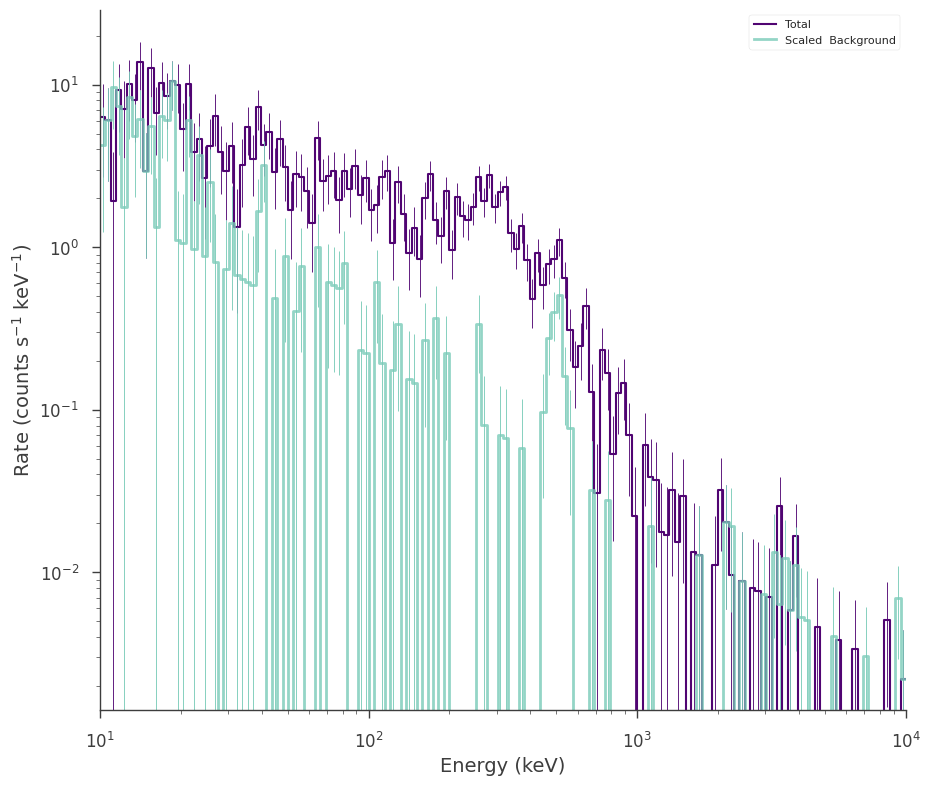 Total
Scaled Background
Rate (counts s⁻¹ keV⁻¹)
10¹
10⁰
10⁻¹
10⁻²
10¹ 10² 10³ 10⁴
Energy (keV)